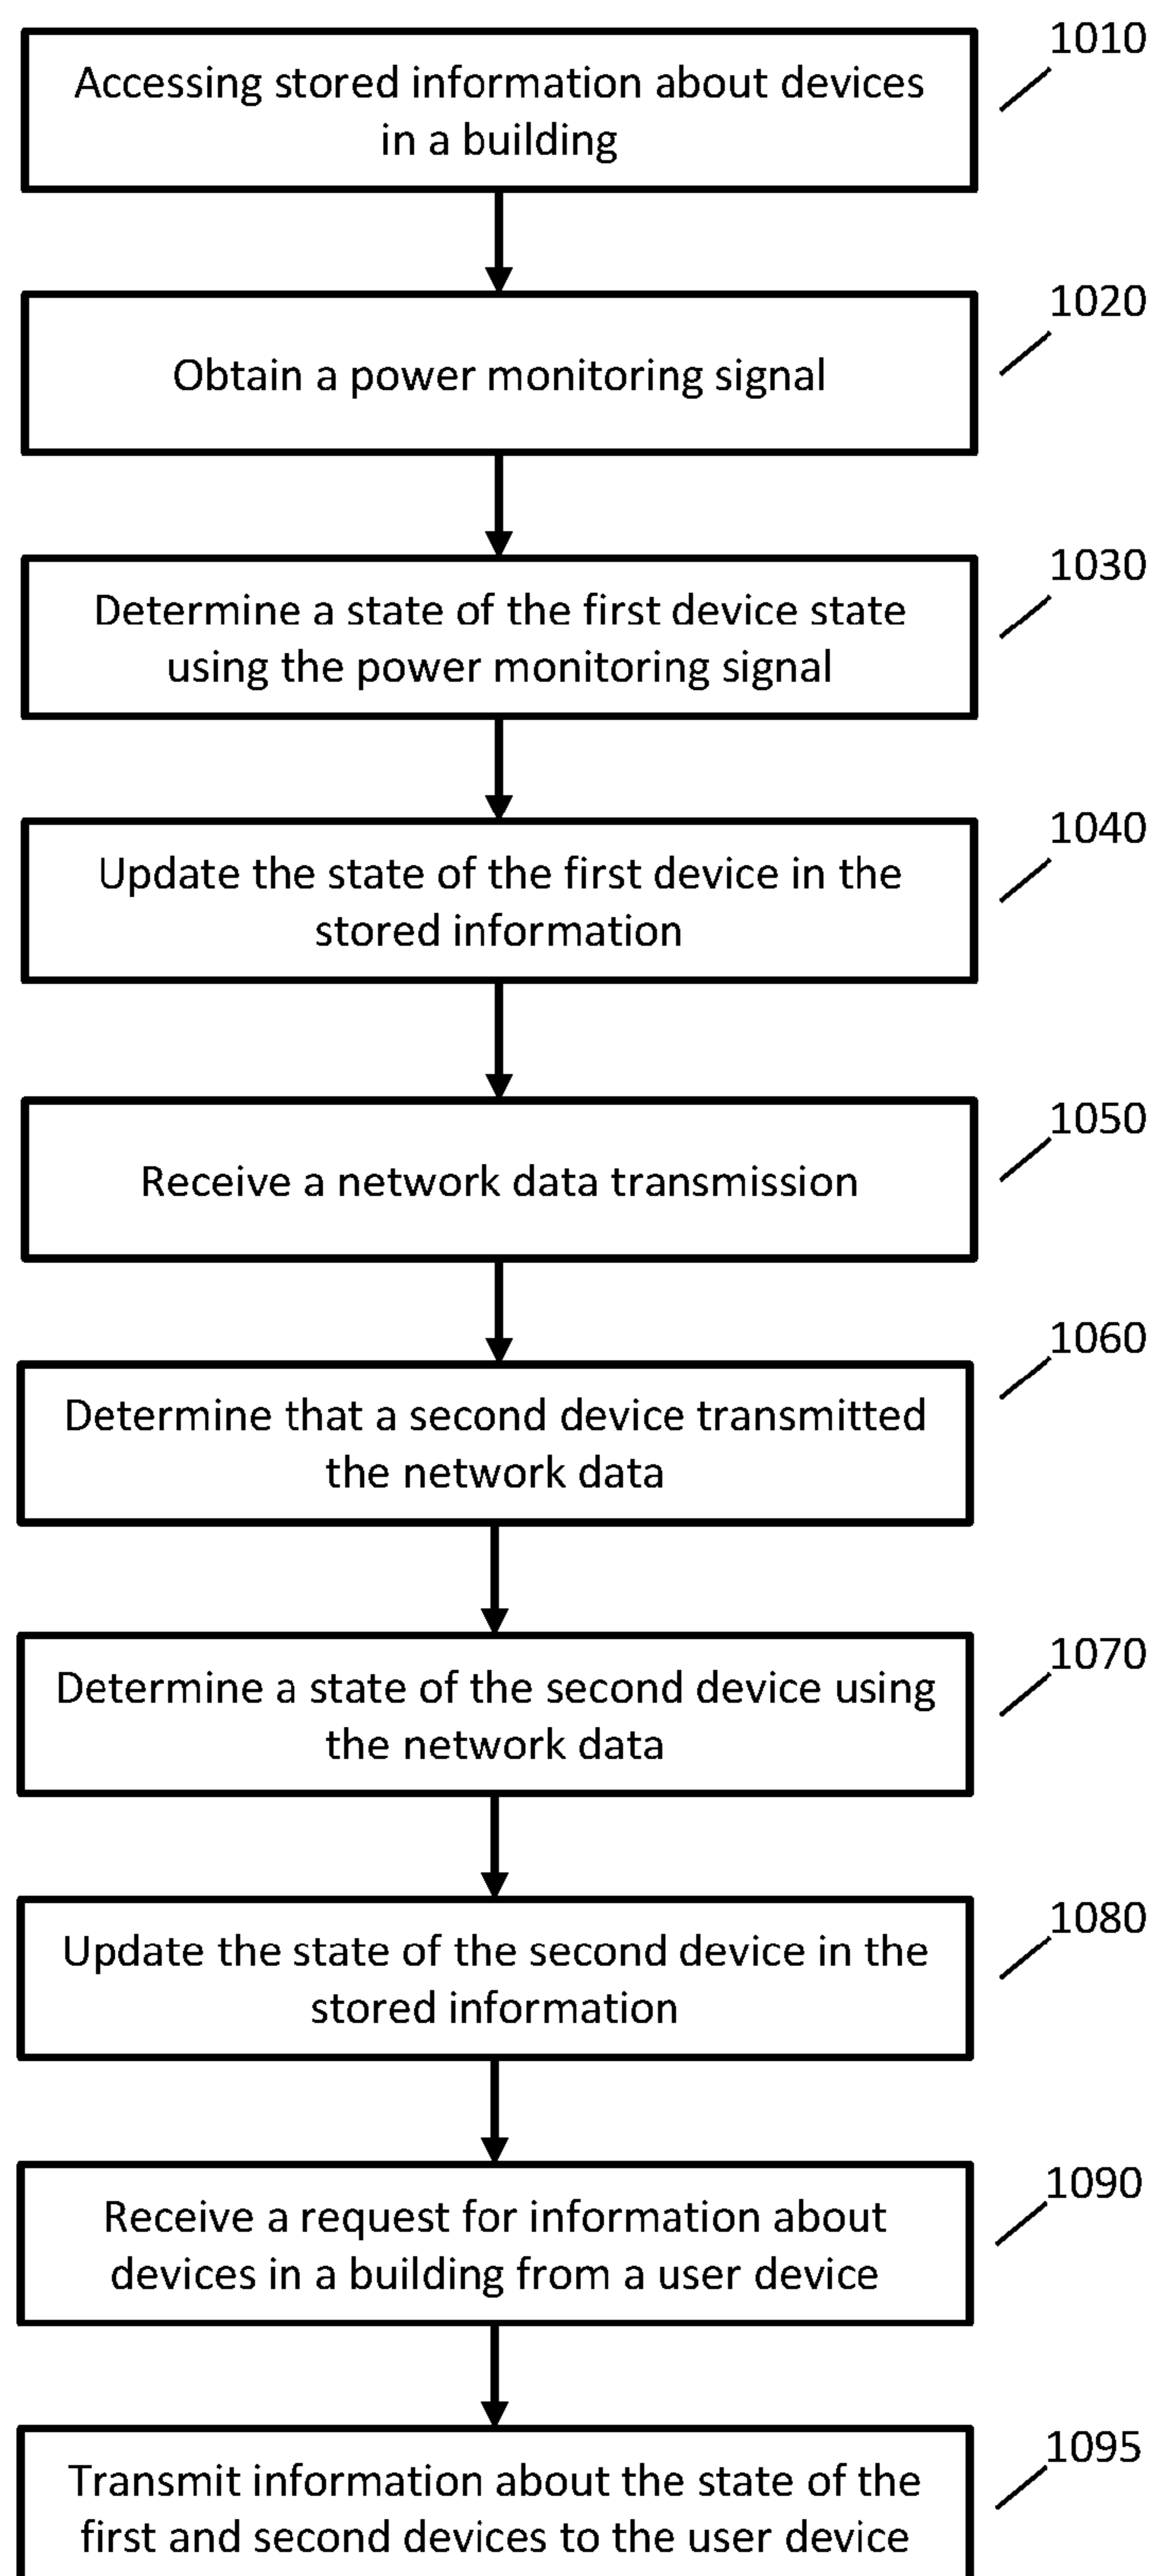 1010
Accessing stored information about devices
in a building
1020
Obtain a power monitoring signal
1030
Determine a state of the first device state
using the power monitoring signal
1040
Update the state of the first device in the
stored information
1050
Receive a network data transmission
1060
Determine that a second device transmitted
the network data
1070
Determine a state of the second device using
the network data
1080
Update the state of the second device in the
stored information
1090
Receive a request for information about
devices in a building from a user device
1095
Transmit information about the state of the
first and second devices to the user device